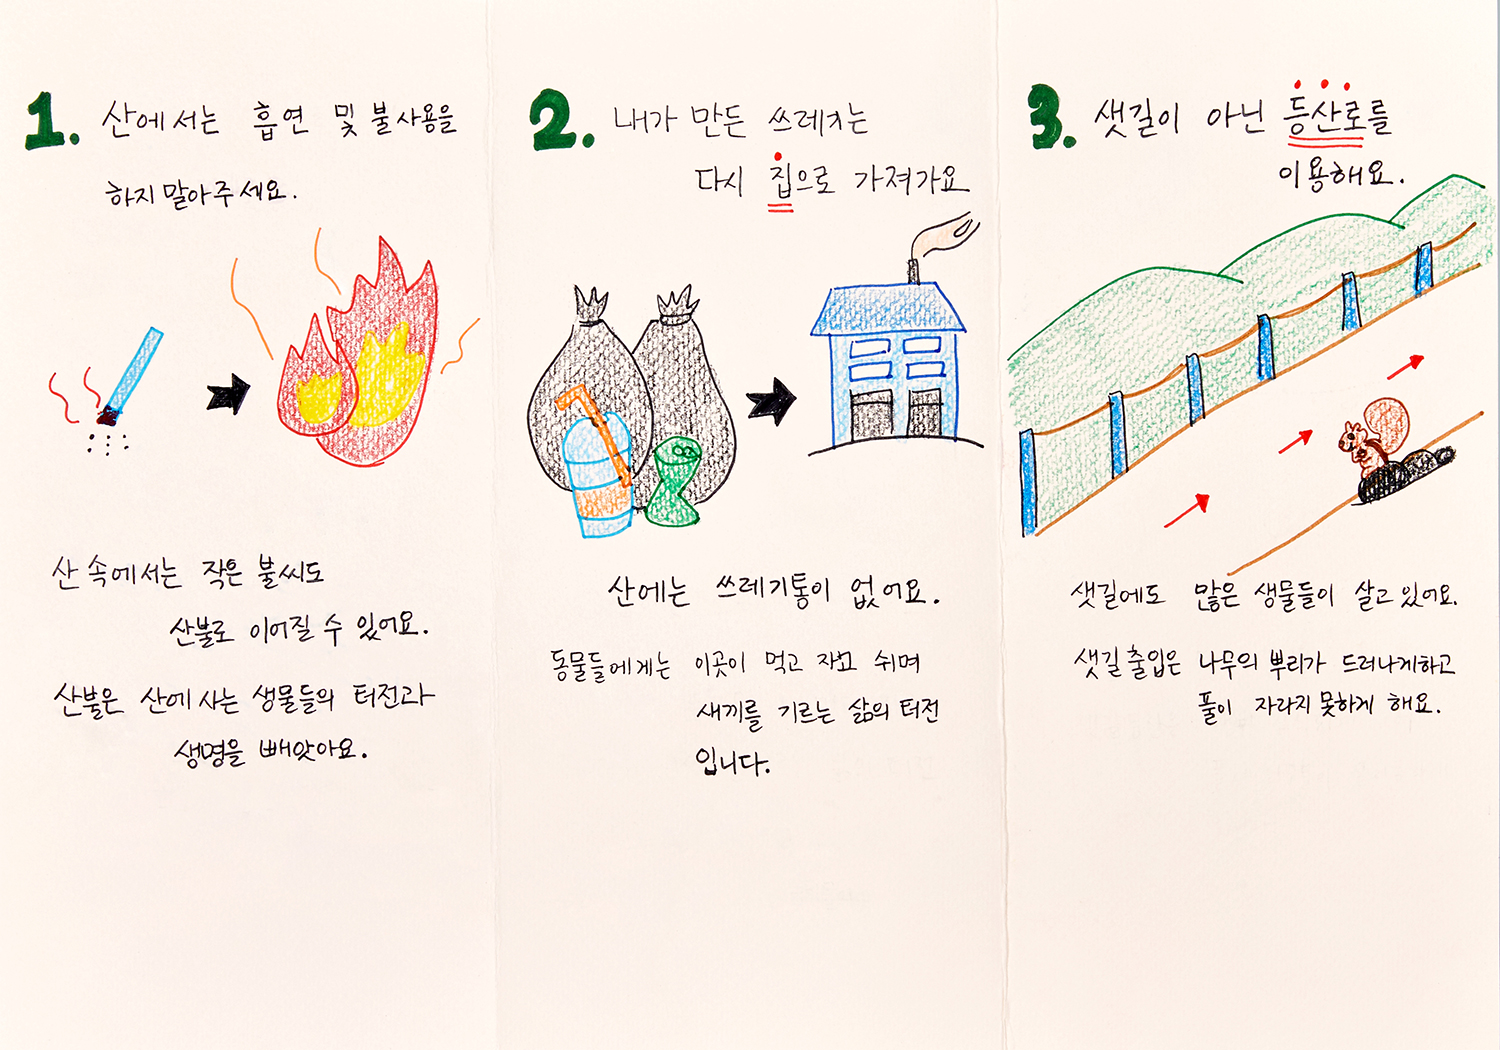 1. 산에서는 흡연 및 불사용을
하지 말아주세요.
산 속에서는 작은 불씨도
산불로 이어질 수 있어요.
산불은 산에 사는 생물들의 터전과
생명을 빼앗아요.
2. 내가 만든 쓰레기는
다시 집으로 가져가요
산에는 쓰레기통이 없어요.
동물들에게는 이곳이 먹고 자고 쉬며
새끼를 기르는 삶의 터전
입니다.
3. 샛길이 아닌 등산로를
이용해요.
샛길에도 많은 생물들이 살고 있어요.
샛길 출입은 나무의 뿌리가 드러나게하고
풀이 자라지 못하게 해요.